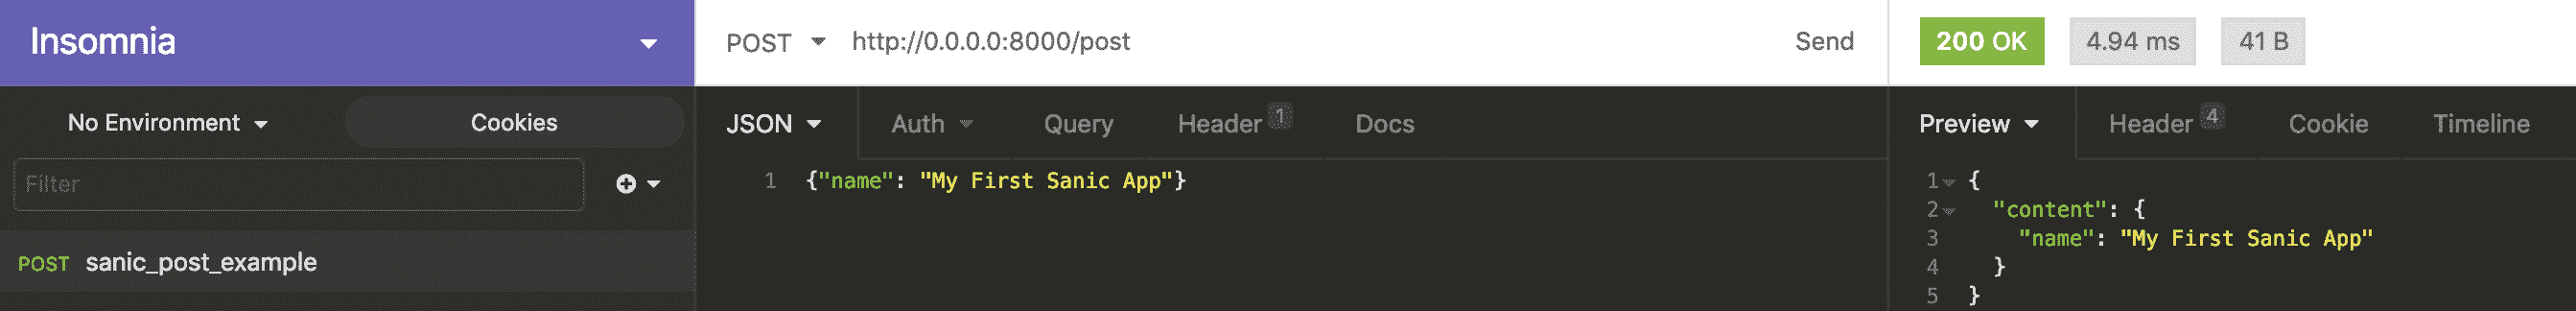 Insomnia
POST http://0.0.0.0:8000/post Send
200 OK 4.94 ms 41 B
No Environment Cookies
JSON Auth Query Header 1 Docs
Preview Header 4 Cookie Timeline
Filter
POST sanic_post_example
1 {"name": "My First Sanic App"}
1 {
2 "content": {
3 "name": "My First Sanic App"
4 }
5 }